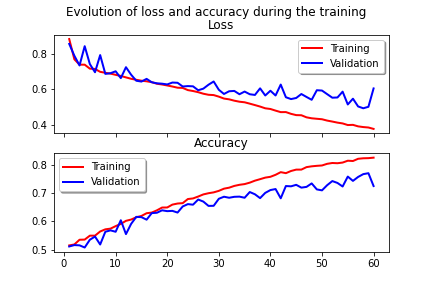 Evolution of loss and accuracy during the training
Loss
0.8
0.6
0.4
Training
Validation
Accuracy
0.8
0.7
0.6
0.5
Training
Validation
0 10 20 30 40 50 60